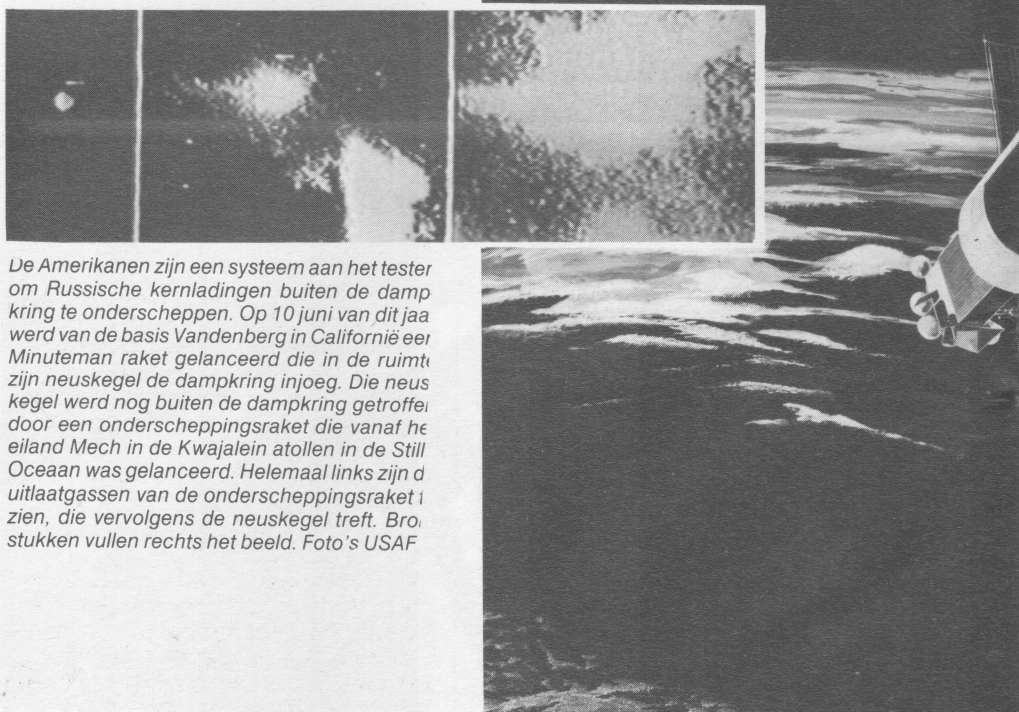 De Amerikanen zijn een systeem aan het tester
om Russische kernladingen buiten de damp
kring te onderscheppen. Op 10 juni van dit jaa
werd van de basis Vandenberg in Californië eer
Minuteman raket gelanceerd die in de ruimte
zijn neuskegel de dampkring injoeg. Die neus
kegel werd nog buiten de dampkring getroffe
door een onderscheppingsraket die vanaf he
eiland Mech in de Kwajalein atollen in de Still
Oceaan was gelanceerd. Helemaal links zijn d
uitlaatgassen van de onderscheppingsraket t
zien, die vervolgens de neuskegel treft. Bro
stukken vullen rechts het beeld. Foto's USAF